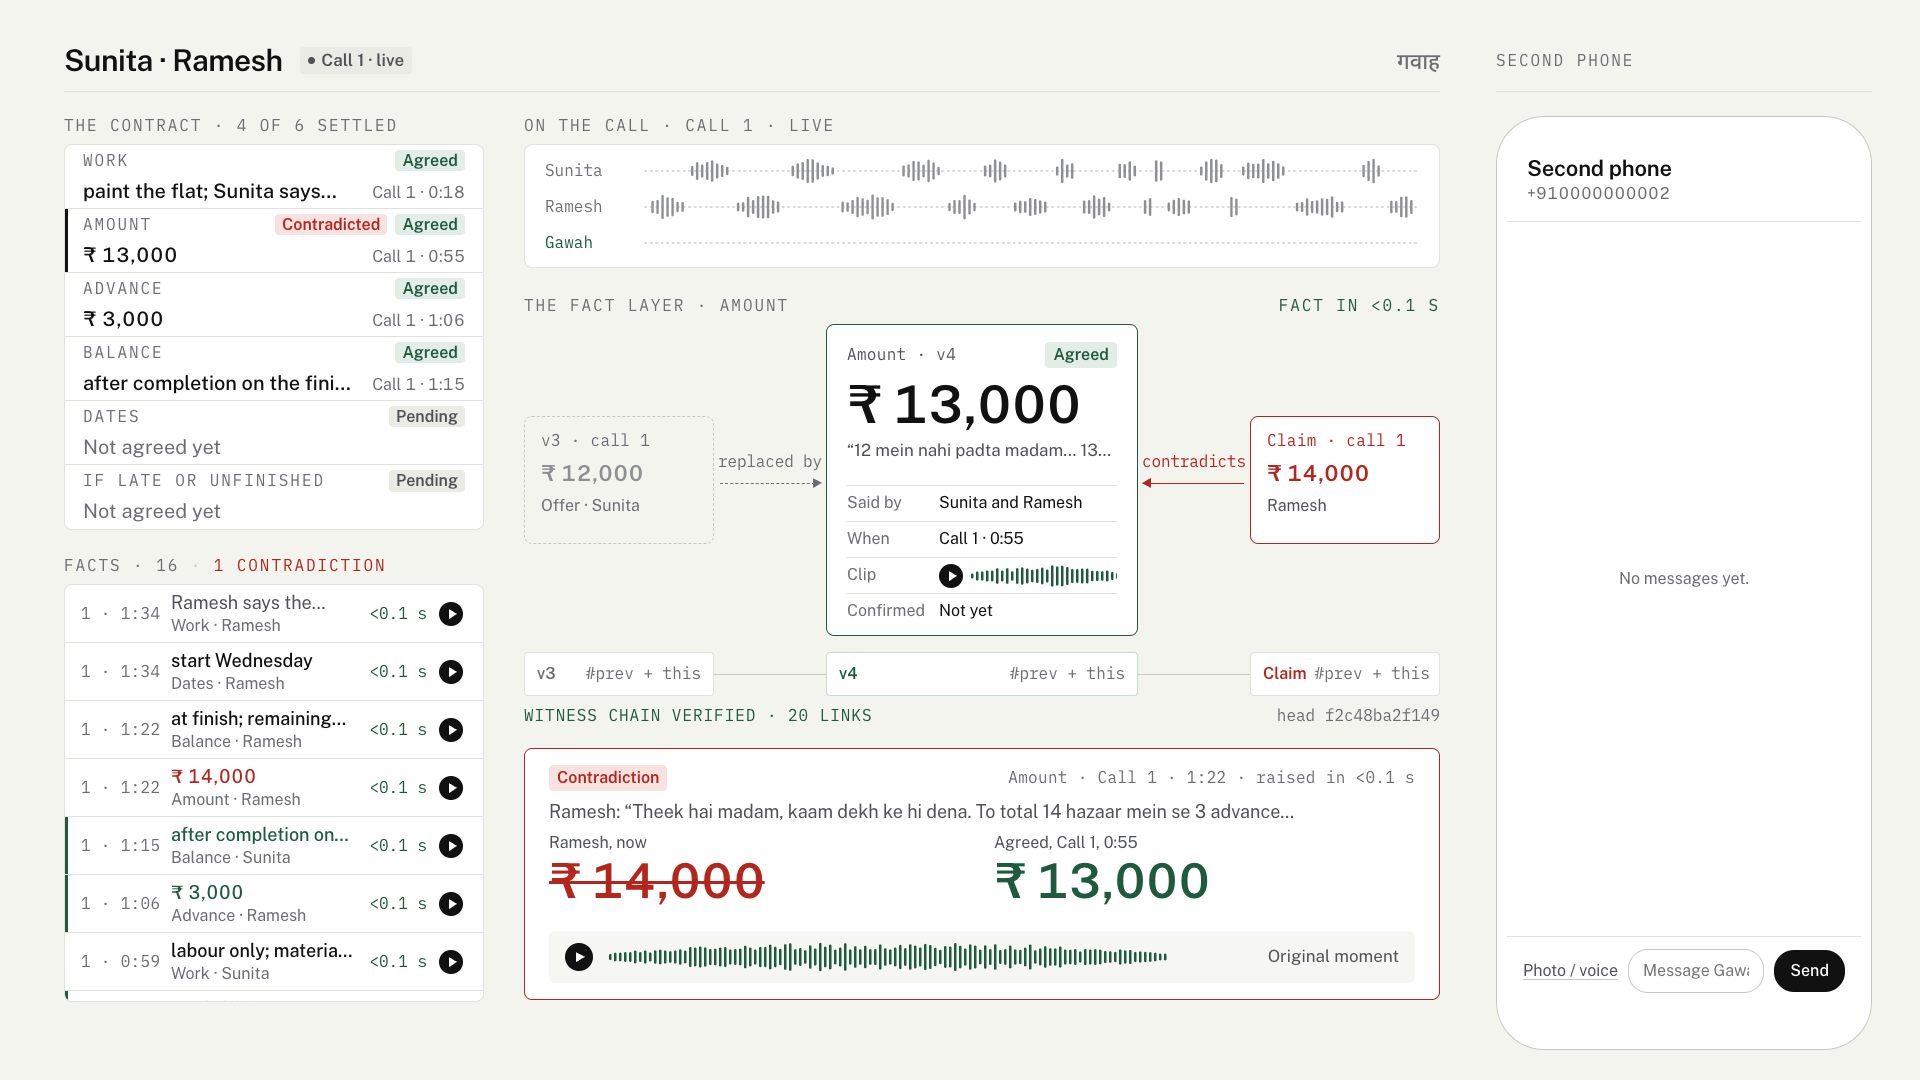 Sunita · Ramesh
• Call 1 · live
गवाह
SECOND PHONE
THE CONTRACT · 4 OF 6 SETTLED
WORK
Agreed
paint the flat; Sunita says...
Call 1 · 0:18
AMOUNT
Contradicted
Agreed
₹ 13,000
Call 1 · 0:55
ADVANCE
Agreed
₹ 3,000
Call 1 · 1:06
BALANCE
Agreed
after completion on the fini...
Call 1 · 1:15
DATES
Pending
Not agreed yet
IF LATE OR UNFINISHED
Pending
Not agreed yet
FACTS · 16 · 1 CONTRADICTION
1 · 1:34
Ramesh says the...
Work · Ramesh
<0.1 s
1 · 1:34
start Wednesday
Dates · Ramesh
<0.1 s
1 · 1:22
at finish; remaining...
Balance · Ramesh
<0.1 s
1 · 1:22
₹ 14,000
Amount · Ramesh
<0.1 s
1 · 1:15
after completion on...
Balance · Sunita
<0.1 s
1 · 1:06
₹ 3,000
Advance · Ramesh
<0.1 s
1 · 0:59
labour only; materia...
Work · Sunita
<0.1 s
ON THE CALL · CALL 1 · LIVE
Sunita
Ramesh
Gawah
THE FACT LAYER · AMOUNT
FACT IN <0.1 S
v3 · call 1
₹ 12,000
Offer · Sunita
replaced by
Amount · v4
Agreed
₹ 13,000
“12 mein nahi padta madam... 13...
Said by
Sunita and Ramesh
When
Call 1 · 0:55
Clip
Confirmed
Not yet
contradicts
Claim · call 1
₹ 14,000
Ramesh
v3
#prev + this
v4
#prev + this
Claim
#prev + this
WITNESS CHAIN VERIFIED · 20 LINKS
head f2c48ba2f149
Contradiction
Amount · Call 1 · 1:22 · raised in <0.1 s
Ramesh: “Theek hai madam, kaam dekh ke hi dena. To total 14 hazaar mein se 3 advance...
Ramesh, now
₹ 14,000
Agreed, Call 1, 0:55
₹ 13,000
Original moment
Second phone
+910000000002
No messages yet.
Photo / voice
Message Gawa
Send